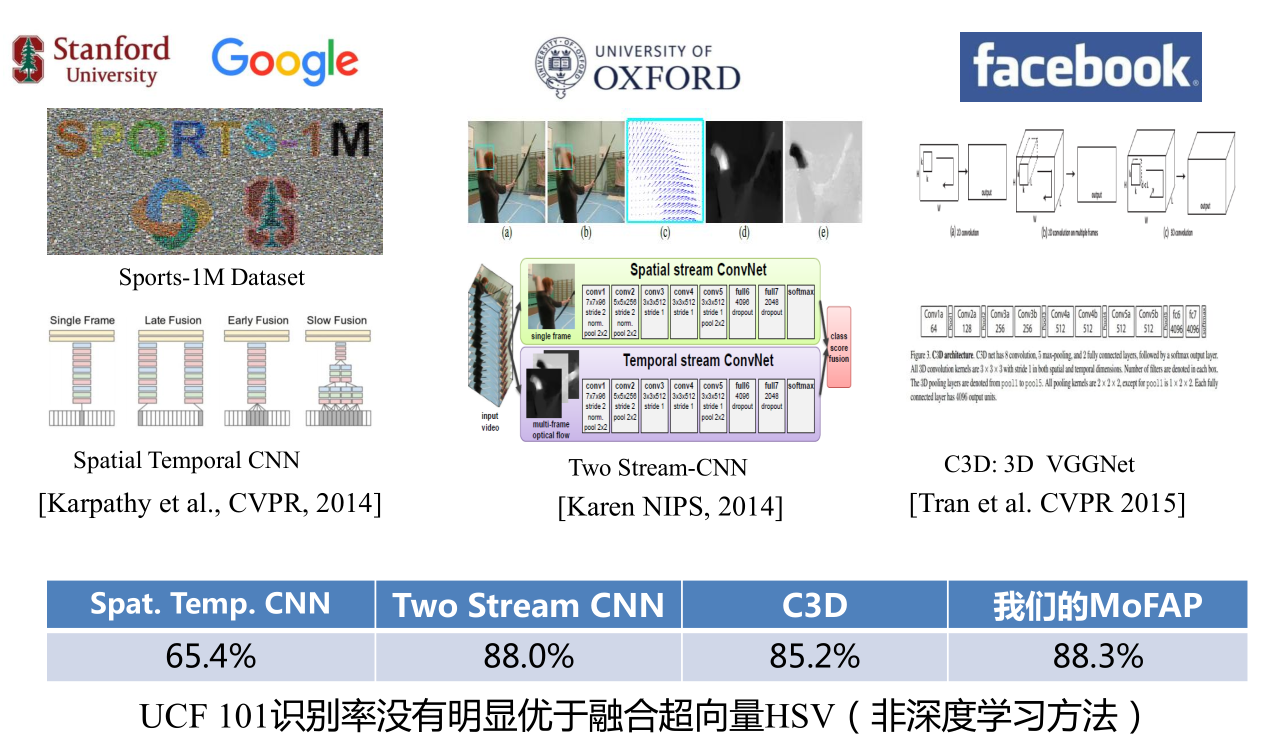 Stanford
University
Google
UNIVERSITY OF
OXFORD
facebook
SPORTS-1M
Sports-1M Dataset
Single Frame
Late Fusion
Early Fusion
Slow Fusion
Spatial Temporal CNN
[Karpathy et al., CVPR, 2014]
(a)
(b)
(c)
(d)
(e)
Spatial stream ConvNet
single frame
conv1
7x7x96
stride 2
norm.
pool 2x2
conv2
5x5x256
stride 2
norm.
pool 2x2
conv3
3x3x512
stride 1
conv4
3x3x512
stride 1
conv5
3x3x512
stride 1
pool 2x2
full6
4096
dropout
full7
2048
dropout
softmax
Temporal stream ConvNet
input
video
multi-frame
optical flow
conv1
7x7x96
stride 2
norm.
pool 2x2
conv2
5x5x256
stride 2
pool 2x2
conv3
3x3x512
stride 1
conv4
3x3x512
stride 1
conv5
3x3x512
stride 1
pool 2x2
full6
4096
dropout
full7
2048
dropout
softmax
class
score
fusion
Two Stream-CNN
[Karen NIPS, 2014]
output
output
output
(a) 2D convolution
(b) 2D convolution on multiple frames
(c) 3D convolution
Conv1a
64
Conv2a
128
Conv3a
256
Conv3b
256
Conv4a
512
Conv4b
512
Conv5a
512
Conv5b
512
fc6
4096
fc7
4096
Figure 3. C3D architecture. C3D net has 8 convolution, 5 max-pooling, and 2 fully connected layers, followed by a softmax output layer.
All 3D convolution kernels are 3 × 3 × 3 with stride 1 in both spatial and temporal dimensions. Number of filters are denoted in each box.
The 3D pooling layers are denoted from pool1 to pool5. All pooling kernels are 2 × 2 × 2, except for pool1 is 1 × 2 × 2. Each fully
connected layer has 4096 output units.
C3D: 3D VGGNet
[Tran et al. CVPR 2015]
Spat. Temp. CNN
Two Stream CNN
C3D
我们的MoFAP
65.4%
88.0%
85.2%
88.3%
UCF 101识别率没有明显优于融合超向量HSV（非深度学习方法）